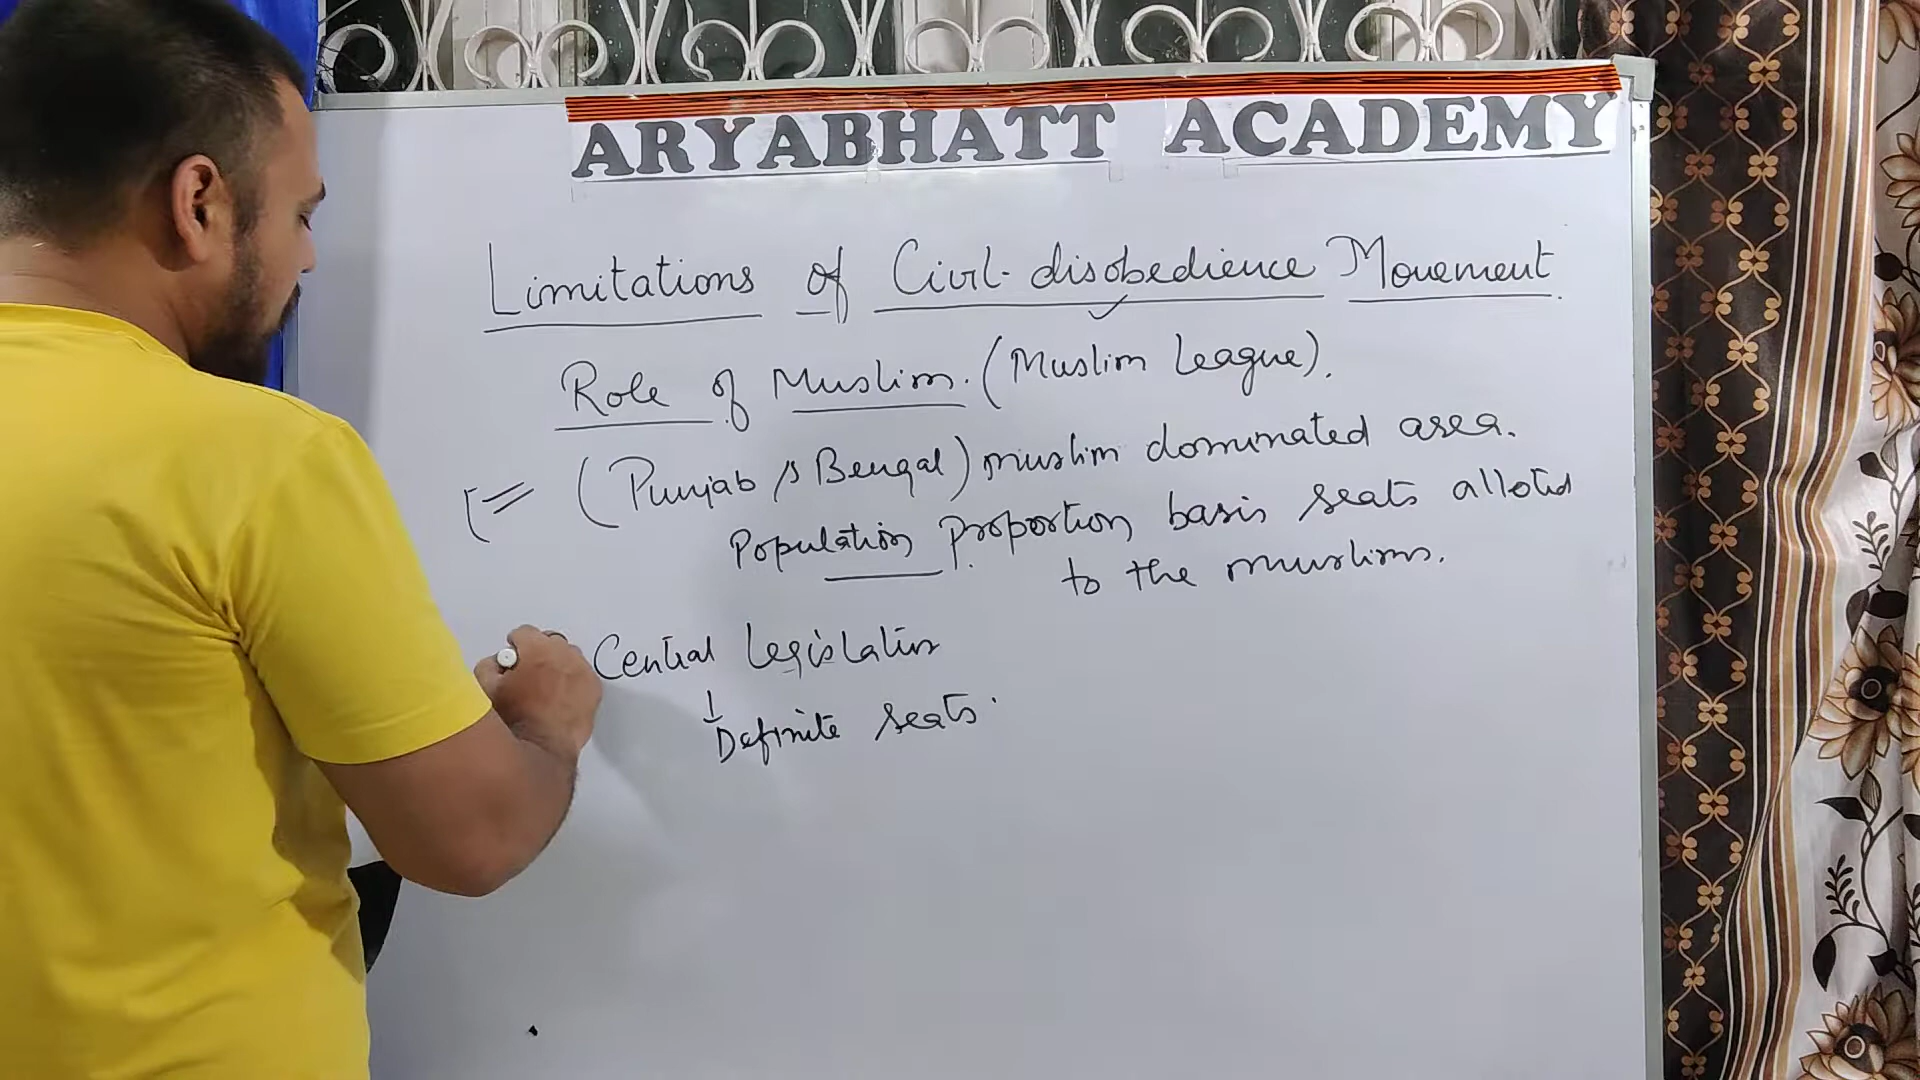 ARYABHATT ACADEMY
Limitations of Civil-disobedience Movement.
Role of Muslim. (Muslim League).
(Punjab & Bengal) muslim dominated area.
Population proportion basis seats alloted
to the muslims.
Central
Definite seats.